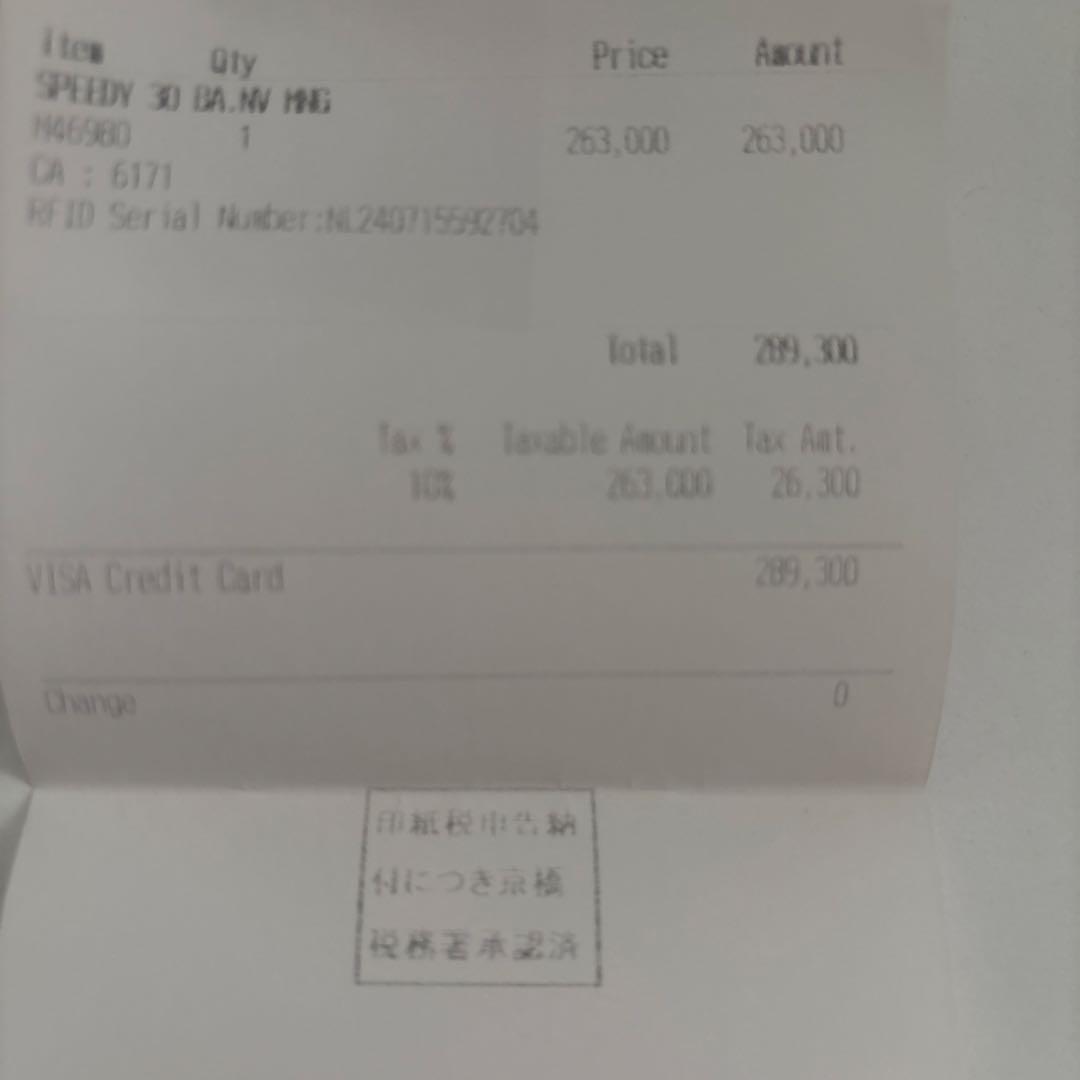 Item Qty Price Amount
SPEEDY 30 BA.NV MNG
M46980 1 263,000 263,000
CA : 6171
RFID Serial Number:NL240715592704
Total 289,300
Tax % Taxable Amount Tax Amt.
10% 263,000 26,300
VISA Credit Card 289,300
Change 0
印紙税申告納
付につき京橋
税務署承認済